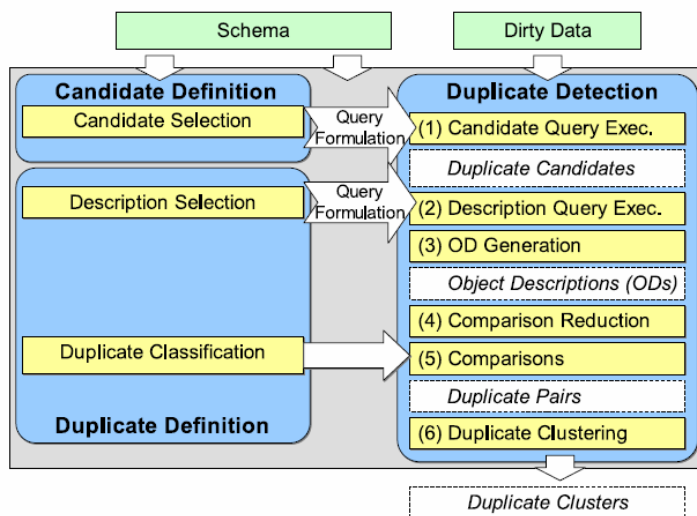 Schema
Dirty Data
Candidate Definition
Candidate Selection
Query
Formulation
Description Selection
Query
Formulation
Duplicate Classification
Duplicate Definition
Duplicate Detection
(1) Candidate Query Exec.
Duplicate Candidates
(2) Description Query Exec.
(3) OD Generation
Object Descriptions (ODs)
(4) Comparison Reduction
(5) Comparisons
Duplicate Pairs
(6) Duplicate Clustering
Duplicate Clusters